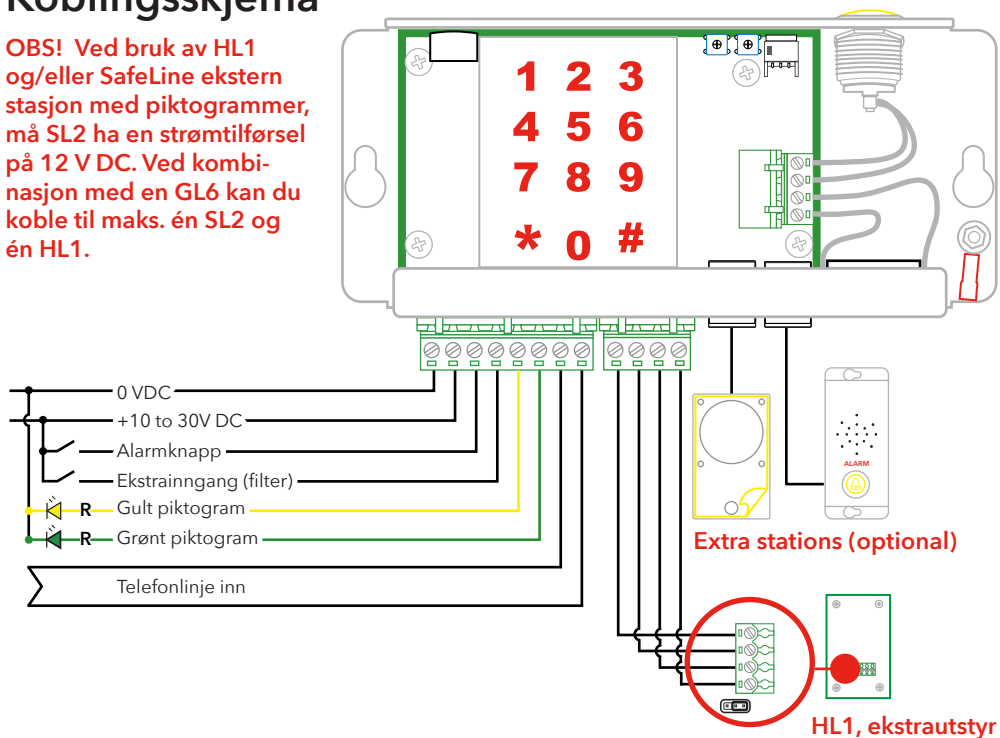 Koblingsskjema
OBS! Ved bruk av HL1
og/eller SafeLine ekstern
stasjon med piktogrammer,
må SL2 ha en strømtilførsel
på 12 V DC. Ved kombi-
nasjon med en GL6 kan du
koble til maks. én SL2 og
én HL1.
1 2 3
4 5 6
7 8 9
* 0 #
0 VDC
+10 to 30V DC
Alarmknapp
Ekstrainngang (filter)
R Gult piktogram
R Grønt piktogram
Telefonlinje inn
ALARM
Extra stations (optional)
HL1, ekstrautstyr